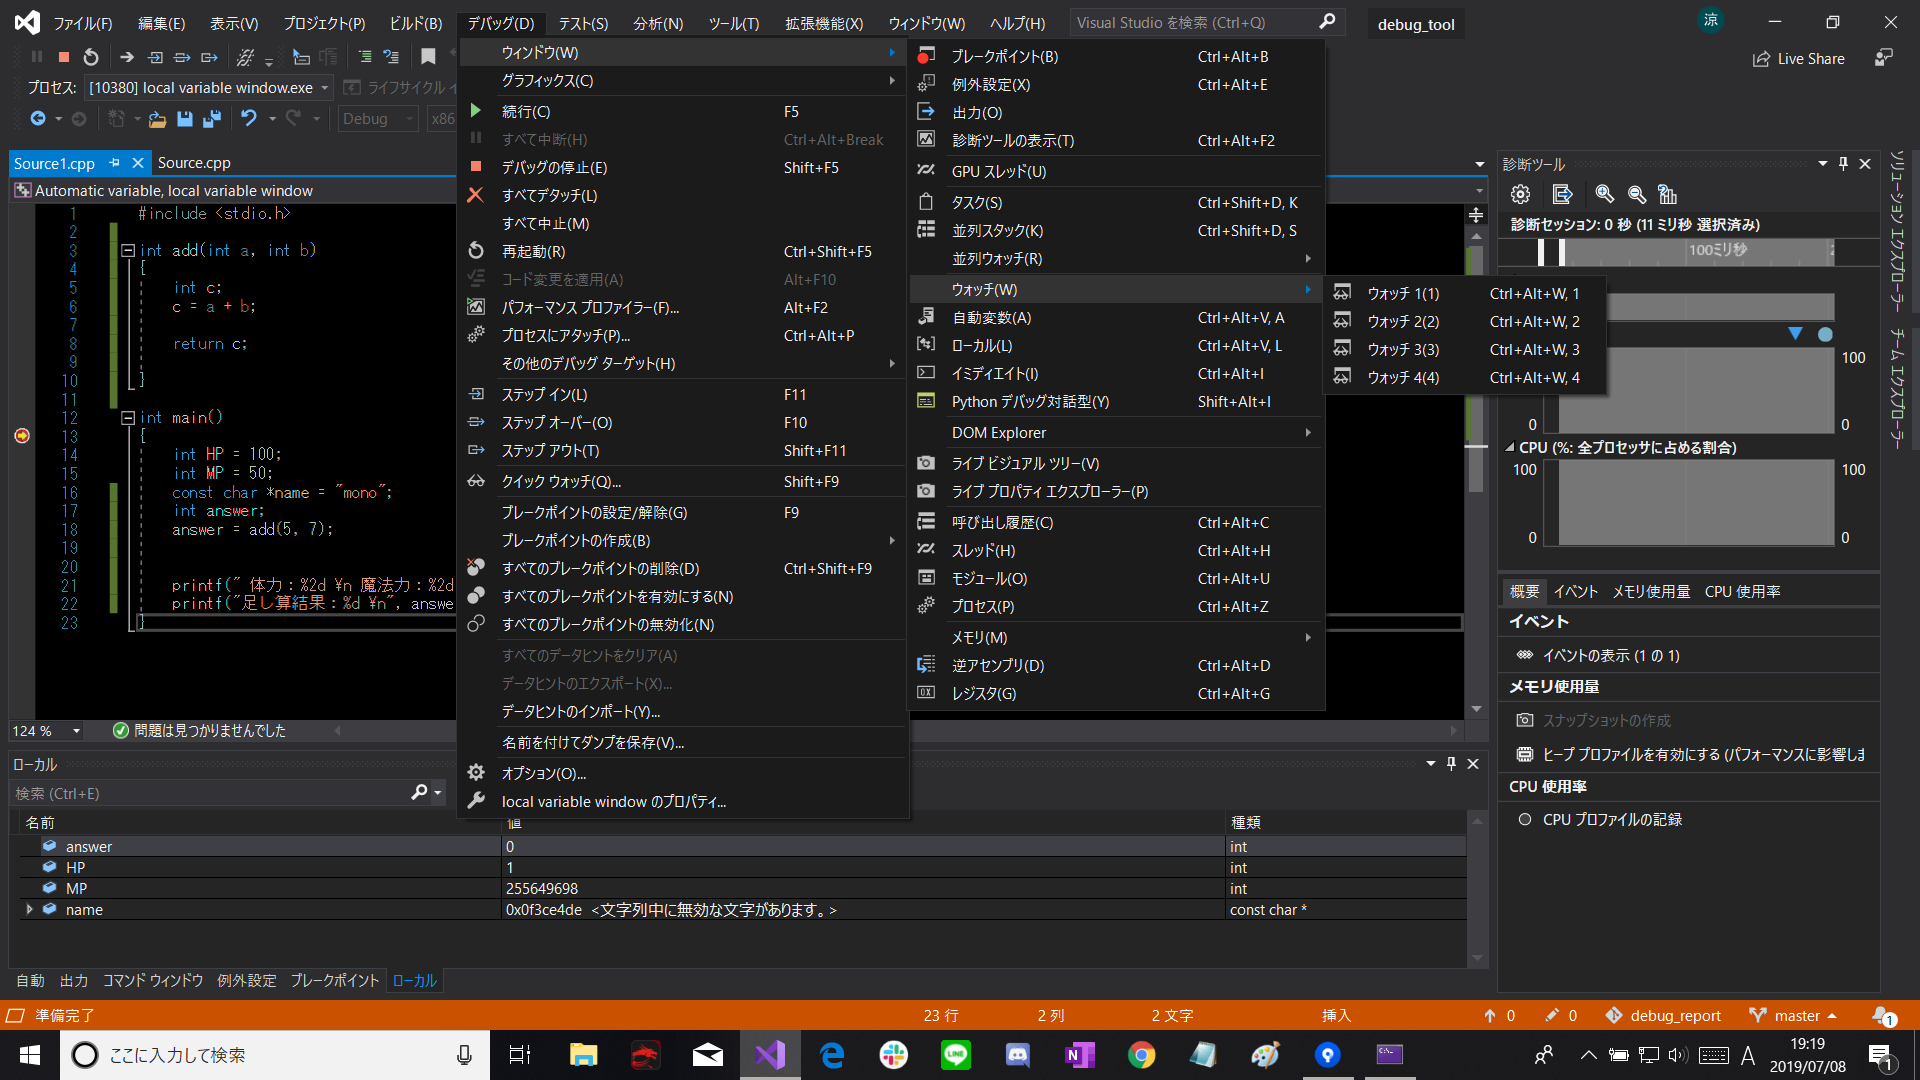 ファイル(F) 編集(E) 表示(V) プロジェクト(P) ビルド(B) デバッグ(D) テスト(S) 分析(N) ツール(T) 拡張機能(X) ウィンドウ(W) ヘルプ(H) Visual Studio を検索 (Ctrl+Q) debug_tool 涼
Live Share
プロセス: [10380] local variable window.exe ライフサイクル イ
Debug x86
Source1.cpp Source.cpp
Automatic variable, local variable window
1 #include <stdio.h>
2
3 int add(int a, int b)
4 {
5 int c;
6 c = a + b;
7
8 return c;
9
10 }
11
12 int main()
13 {
14 int HP = 100;
15 int MP = 50;
16 const char *name = "mono";
17 int answer;
18 answer = add(5, 7);
19
20
21 printf(" 体力：%2d ¥n 魔法力：%2d
22 printf("足し算結果：%d ¥n", answe
23 }
124 % 問題は見つかりませんでした
ウィンドウ(W)
グラフィックス(C)
続行(C) F5
すべて中断(H) Ctrl+Alt+Break
デバッグの停止(E) Shift+F5
すべてデタッチ(L)
すべて中止(M)
再起動(R) Ctrl+Shift+F5
コード変更を適用(A) Alt+F10
パフォーマンス プロファイラー(F)... Alt+F2
プロセスにアタッチ(P)... Ctrl+Alt+P
その他のデバッグ ターゲット(H)
ステップ イン(L) F11
ステップ オーバー(O) F10
ステップ アウト(T) Shift+F11
クイック ウォッチ(Q)... Shift+F9
ブレークポイントの設定/解除(G) F9
ブレークポイントの作成(B)
すべてのブレークポイントの削除(D) Ctrl+Shift+F9
すべてのブレークポイントを有効にする(N)
すべてのブレークポイントの無効化(N)
すべてのデータヒントをクリア(A)
データヒントのエクスポート(X)...
データヒントのインポート(Y)...
名前を付けてダンプを保存(V)...
オプション(O)...
local variable window のプロパティ...
ブレークポイント(B) Ctrl+Alt+B
例外設定(X) Ctrl+Alt+E
出力(O)
診断ツールの表示(T) Ctrl+Alt+F2
GPU スレッド(U)
タスク(S) Ctrl+Shift+D, K
並列スタック(K) Ctrl+Shift+D, S
並列ウォッチ(R)
ウォッチ(W)
自動変数(A) Ctrl+Alt+V, A
ローカル(L) Ctrl+Alt+V, L
イミディエイト(I) Ctrl+Alt+I
Python デバッグ対話型(Y) Shift+Alt+I
DOM Explorer
ライブ ビジュアル ツリー(V)
ライブ プロパティ エクスプローラー(P)
呼び出し履歴(C) Ctrl+Alt+C
スレッド(H) Ctrl+Alt+H
モジュール(O) Ctrl+Alt+U
プロセス(P) Ctrl+Alt+Z
メモリ(M)
逆アセンブリ(D) Ctrl+Alt+D
レジスタ(G) Ctrl+Alt+G
ウォッチ 1(1) Ctrl+Alt+W, 1
ウォッチ 2(2) Ctrl+Alt+W, 2
ウォッチ 3(3) Ctrl+Alt+W, 3
ウォッチ 4(4) Ctrl+Alt+W, 4
診断ツール
診断セッション: 0 秒 (11 ミリ秒 選択済み)
100ミリ秒
100
0 0
CPU (%: 全プロセッサに占める割合)
100 100
0 0
概要 イベント メモリ使用量 CPU 使用率
イベント
イベントの表示 (1 の 1)
メモリ使用量
スナップショットの作成
ヒープ プロファイルを有効にする (パフォーマンスに影響しま
CPU 使用率
CPU プロファイルの記録
ソリューション エクスプローラー
チーム エクスプローラー
ローカル
検索 (Ctrl+E)
名前 値 種類
answer 0 int
HP 1 int
MP 255649698 int
name 0x0f3ce4de <文字列中に無効な文字があります。> const char *
自動 出力 コマンド ウィンドウ 例外設定 ブレークポイント ローカル
準備完了 23 行 2 列 2 文字 挿入 0 0 debug_report master 1
ここに入力して検索 LINE A 19:19
2019/07/08 1